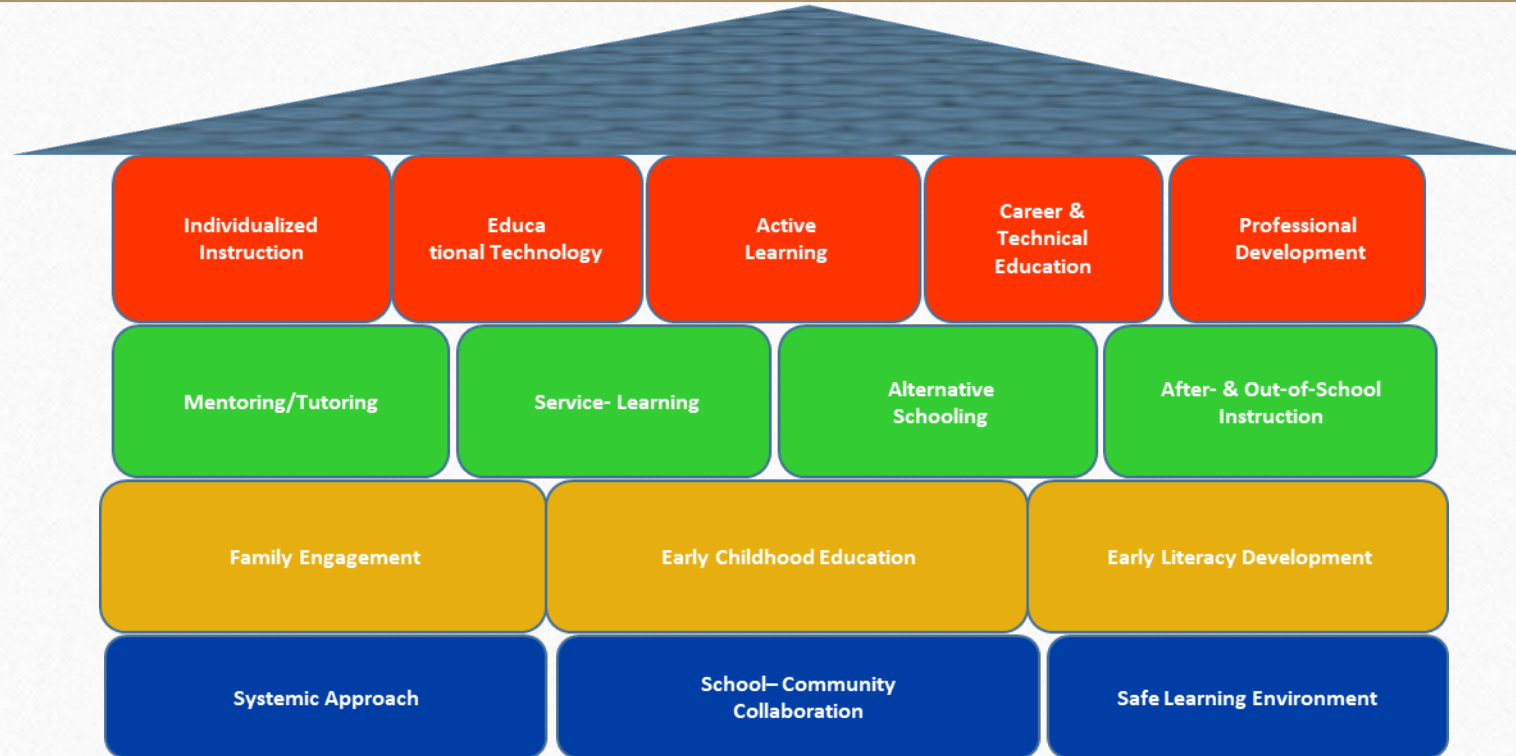 Individualized
Instruction
Educa
tional Technology
Active
Learning
Career &
Technical
Education
Professional
Development
Mentoring/Tutoring
Service- Learning
Alternative
Schooling
After- & Out-of-School
Instruction
Family Engagement
Early Childhood Education
Early Literacy Development
Systemic Approach
School– Community
Collaboration
Safe Learning Environment